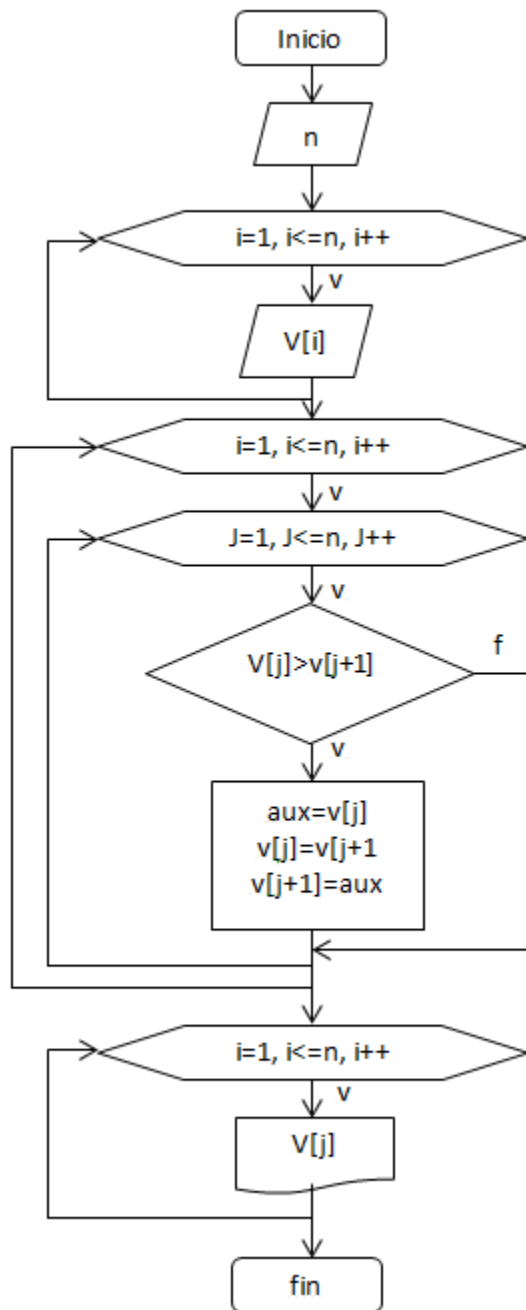 Inicio
n
i=1, i<=n, i++
v
V[i]
i=1, i<=n, i++
v
J=1, J<=n, J++
v
V[j]>v[j+1]
f
v
aux=v[j]
v[j]=v[j+1
v[j+1]=aux
i=1, i<=n, i++
v
V[j]
fin